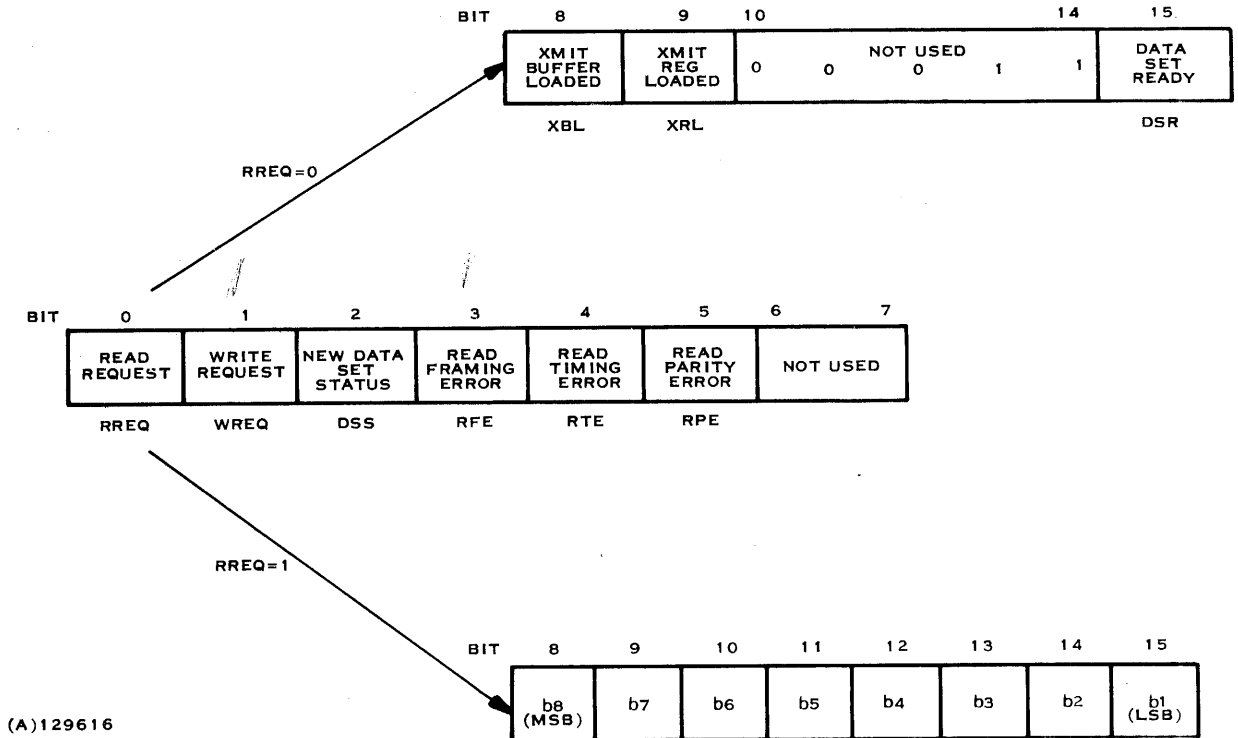 BIT 8 9 10 14 15
XMIT BUFFER LOADED
XMIT REG LOADED
NOT USED
0 0 0 1 1
DATA SET READY
XBL XRL DSR
RREQ=0
BIT 0 1 2 3 4 5 6 7
READ REQUEST
WRITE REQUEST
NEW DATA SET STATUS
READ FRAMING ERROR
READ TIMING ERROR
READ PARITY ERROR
NOT USED
RREQ WREQ DSS RFE RTE RPE
RREQ=1
BIT 8 9 10 11 12 13 14 15
b8 (MSB) b7 b6 b5 b4 b3 b2 b1 (LSB)
(A)129616